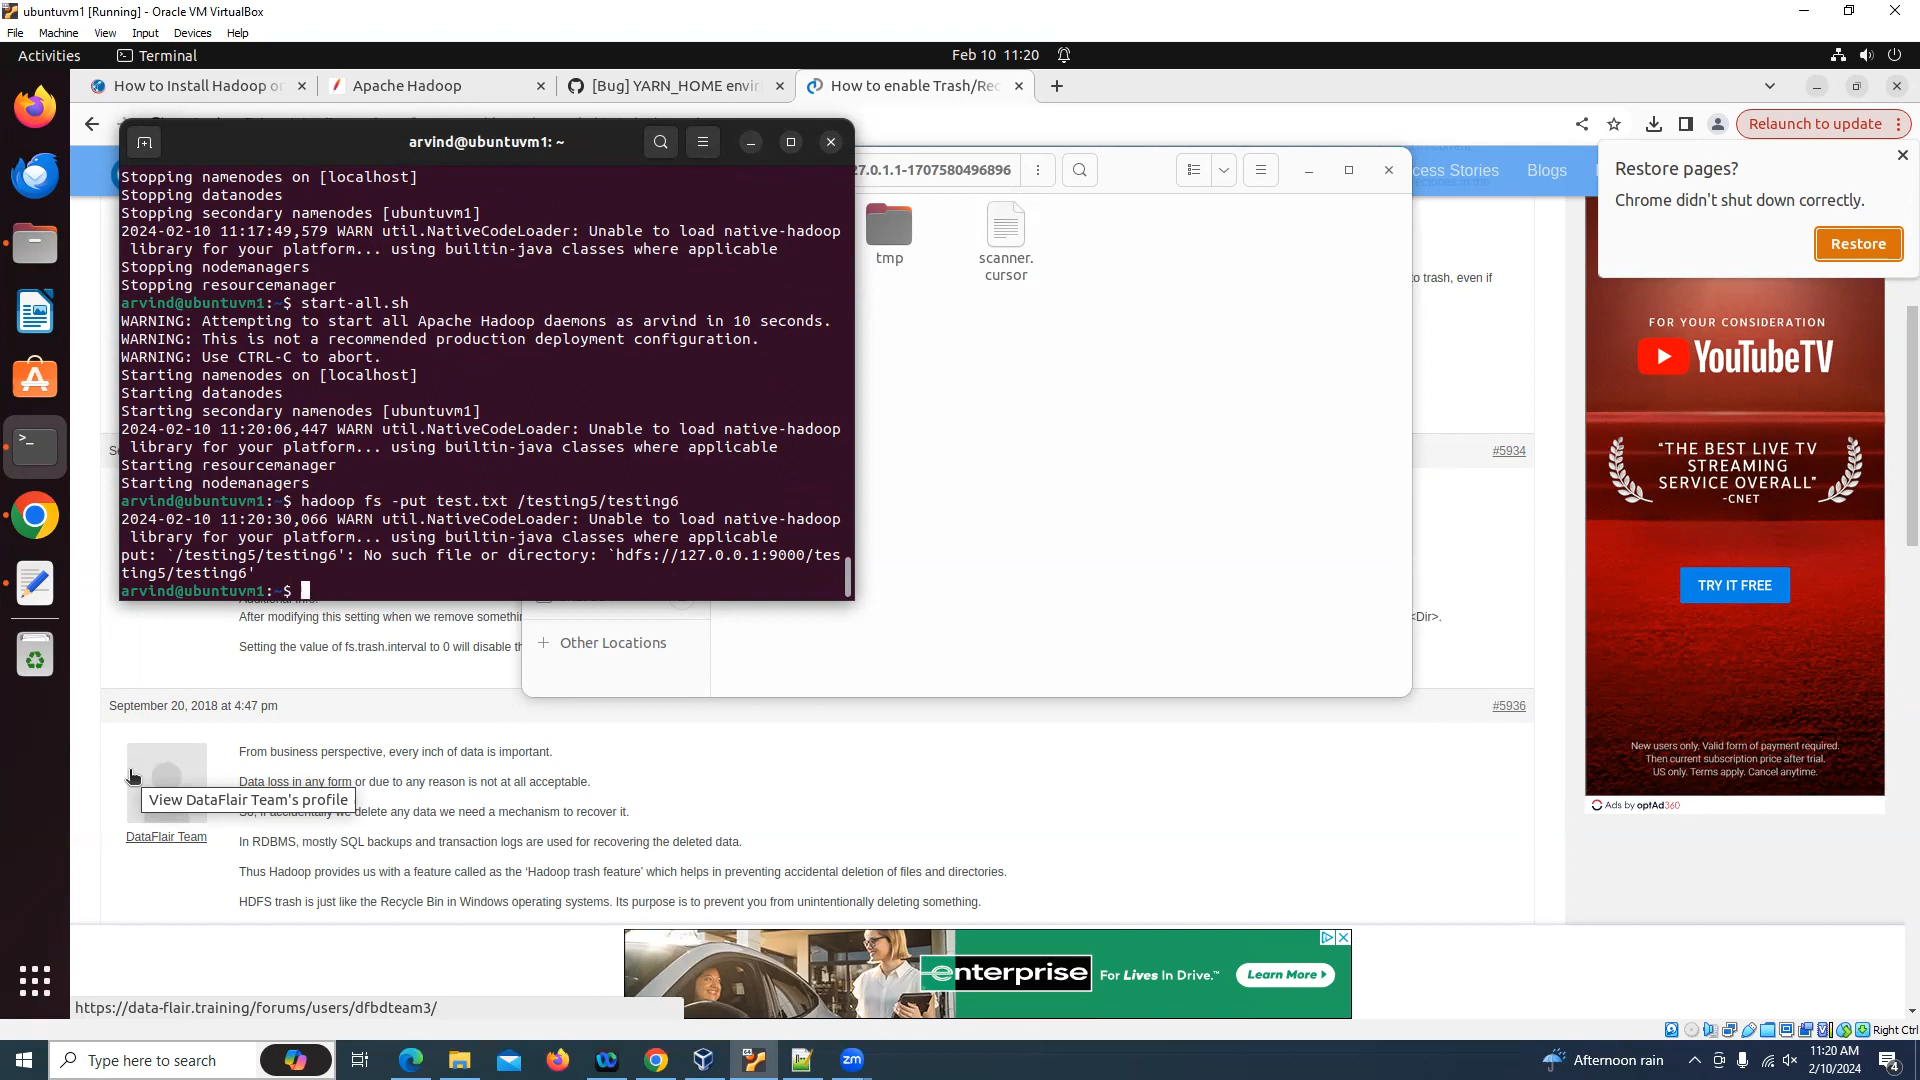 ubuntuvm1 [Running] - Oracle VM VirtualBox
File Machine View Input Devices Help
Activities Terminal Feb 10 11:20
How to Install Hadoop or
Apache Hadoop
[Bug] YARN_HOME envir
How to enable Trash/Rec
Relaunch to update
arvind@ubuntuvm1: ~
27.0.1.1-1707580496896
cess Stories Blogs
Restore pages?
Chrome didn't shut down correctly.
Restore
tmp
scanner.
cursor
Stopping namenodes on [localhost]
Stopping datanodes
Stopping secondary namenodes [ubuntuvm1]
2024-02-10 11:17:49,579 WARN util.NativeCodeLoader: Unable to load native-hadoop
library for your platform... using builtin-java classes where applicable
Stopping nodemanagers
Stopping resourcemanager
arvind@ubuntuvm1:~$ start-all.sh
WARNING: Attempting to start all Apache Hadoop daemons as arvind in 10 seconds.
WARNING: This is not a recommended production deployment configuration.
WARNING: Use CTRL-C to abort.
Starting namenodes on [localhost]
Starting datanodes
Starting secondary namenodes [ubuntuvm1]
2024-02-10 11:20:06,447 WARN util.NativeCodeLoader: Unable to load native-hadoop
library for your platform... using builtin-java classes where applicable
Starting resourcemanager
Starting nodemanagers
arvind@ubuntuvm1:~$ hadoop fs -put test.txt /testing5/testing6
2024-02-10 11:20:30,066 WARN util.NativeCodeLoader: Unable to load native-hadoop
library for your platform... using builtin-java classes where applicable
put: `/testing5/testing6': No such file or directory: `hdfs://127.0.0.1:9000/tes
ting5/testing6'
arvind@ubuntuvm1:~$
to trash, even if
#5934
After modifying this setting when we remove somethin
<Dir>.
Setting the value of fs.trash.interval to 0 will disable th
+ Other Locations
September 20, 2018 at 4:47 pm
#5936
From business perspective, every inch of data is important.
Data loss in any form or due to any reason is not at all acceptable.
View DataFlair Team's profile
we delete any data we need a mechanism to recover it.
DataFlair Team
In RDBMS, mostly SQL backups and transaction logs are used for recovering the deleted data.
Thus Hadoop provides us with a feature called as the ‘Hadoop trash feature’ which helps in preventing accidental deletion of files and directories.
HDFS trash is just like the Recycle Bin in Windows operating systems. Its purpose is to prevent you from unintentionally deleting something.
FOR YOUR CONSIDERATION
YouTubeTV
“THE BEST LIVE TV
STREAMING
SERVICE OVERALL”
-CNET
TRY IT FREE
New users only. Valid form of payment required.
Then current subscription price after trial.
US only. Terms apply. Cancel anytime.
Ads by optAd360
enterprise
For Lives In Drive.™
Learn More
https://data-flair.training/forums/users/dfbdteam3/
Right Ctrl
Type here to search
zm
Afternoon rain
11:20 AM
2/10/2024
4